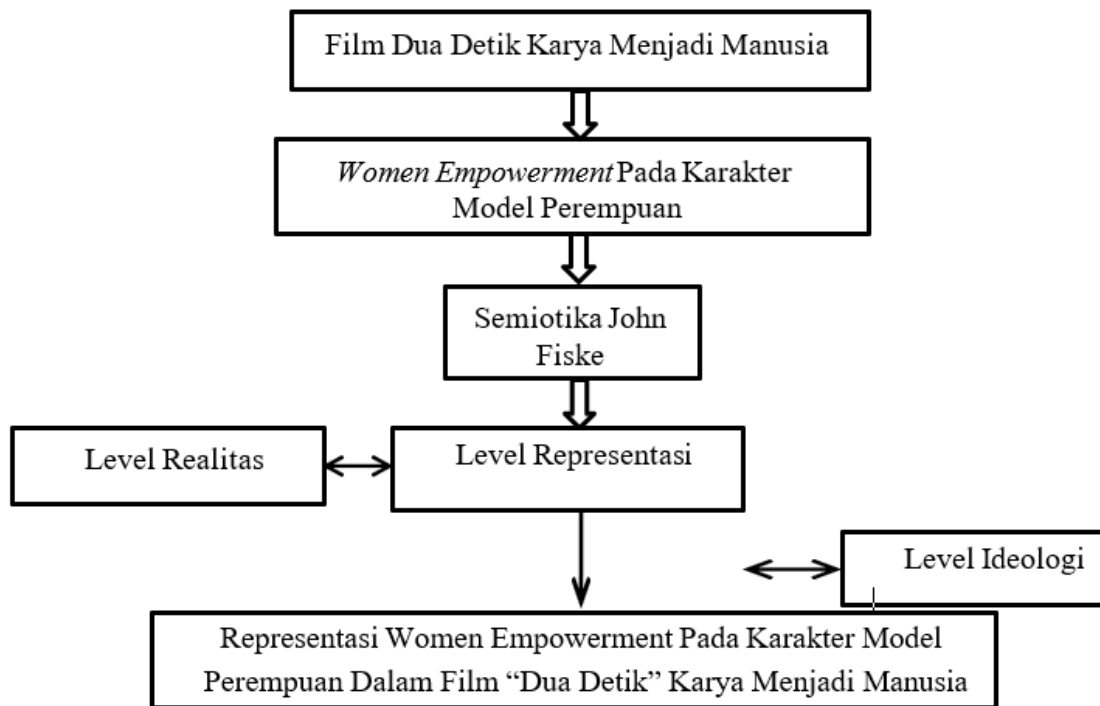 Film Dua Detik Karya Menjadi Manusia
Women Empowerment Pada Karakter
Model Perempuan
Semiotika John
Fiske
Level Realitas
Level Representasi
Level Ideologi
Representasi Women Empowerment Pada Karakter Model
Perempuan Dalam Film “Dua Detik” Karya Menjadi Manusia